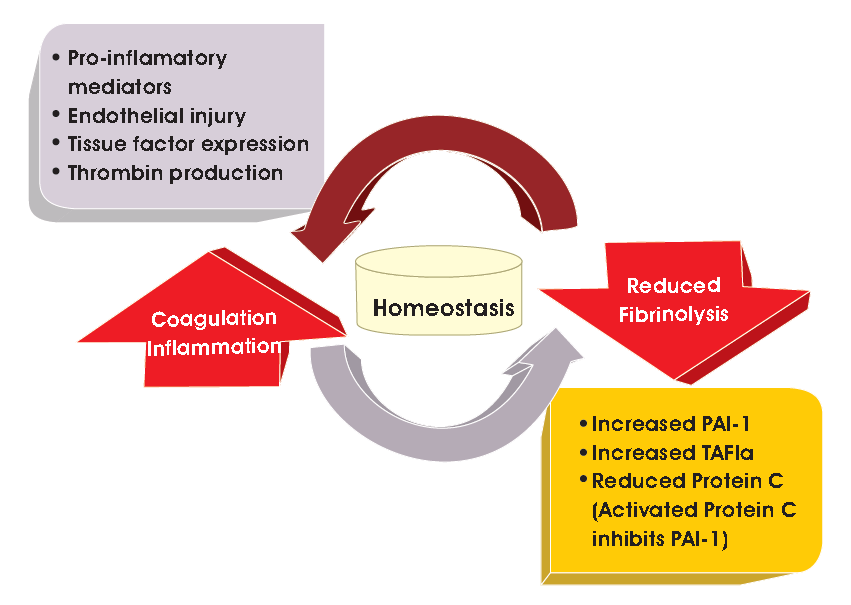 • Pro-inflamatory
mediators
• Endothelial injury
• Tissue factor expression
• Thrombin production
Coagulation
Inflammation
Homeostasis
Reduced
Fibrinolysis
• Increased PAI-1
• Increased TAFIa
• Reduced Protein C
(Activated Protein C
inhibits PAI-1)